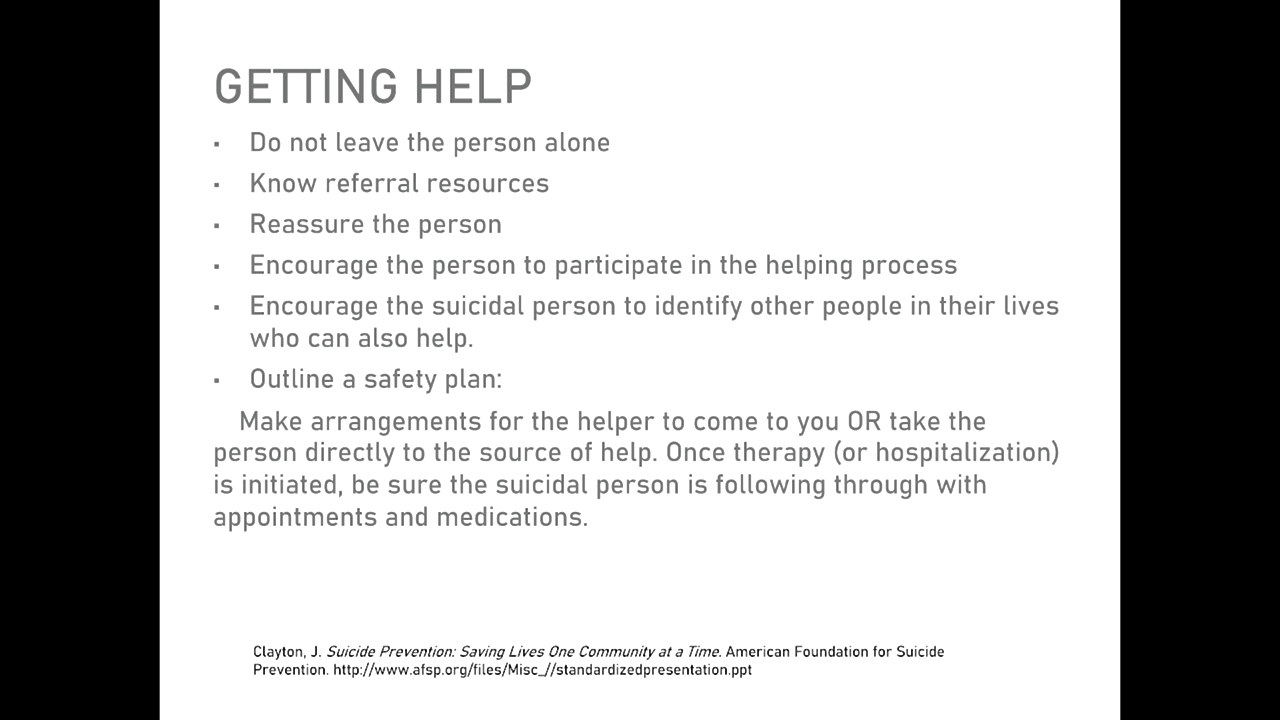 GETTING HELP
▪ Do not leave the person alone
▪ Know referral resources
▪ Reassure the person
▪ Encourage the person to participate in the helping process
▪ Encourage the suicidal person to identify other people in their lives
who can also help.
▪ Outline a safety plan:
Make arrangements for the helper to come to you OR take the
person directly to the source of help. Once therapy (or hospitalization)
is initiated, be sure the suicidal person is following through with
appointments and medications.
Clayton, J. Suicide Prevention: Saving Lives One Community at a Time. American Foundation for Suicide
Prevention. http://www.afsp.org/files/Misc_//standardizedpresentation.ppt